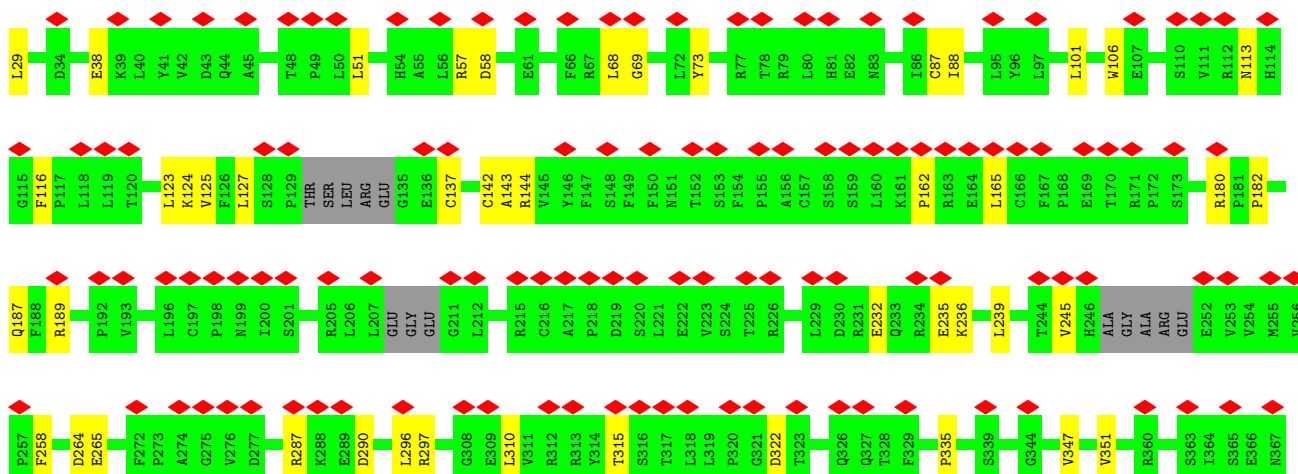 L29 D34 E38 K39 L40 Y41 V42 D43 Q44 A45 T48 P49 L50 L51 H54 A55 L56 R57 D58 E61 F66 R67 L68 G69 L72 Y73 R77 T78 R79 L80 H81 E82 N83 I86 C87 I88 L95 Y96 L97 L101 W106 E107 S110 V111 R112 N113 H114
G115 F116 P117 L118 L119 T120 L123 K124 V125 F126 L127 S128 P129 THR SER LEU ARG GLU G135 E136 C137 C142 A143 R144 V145 Y146 F147 S148 F149 F150 N151 T152 S153 F154 P155 A156 C157 S158 S159 L160 K161 P162 R163 E164 L165 C166 F167 P168 E169 T170 R171 P172 S173 R180 P181 P182
Q187 F188 R189 P192 V193 L196 C197 P198 N199 I200 S201 R205 L206 L207 GLU GLY GLU G211 L212 R215 C216 A217 P218 D219 S220 L221 E222 V223 S224 T225 R226 L229 D230 R231 E232 Q233 R234 E235 K236 L239 T244 V245 H246 ALA GLY ALA ARG GLU E252 V253 V254 M255 V256
P257 F258 D264 E265 F272 P273 A274 G275 V276 D277 R287 K288 E289 D290 L296 R297 G308 E309 L310 V311 R312 R313 Y314 T315 S316 T317 L318 L319 P320 G321 D322 T323 Q326 Q327 T328 F329 P335 S339 G344 V347 V351 R360 S363 I364 S365 E366 N367